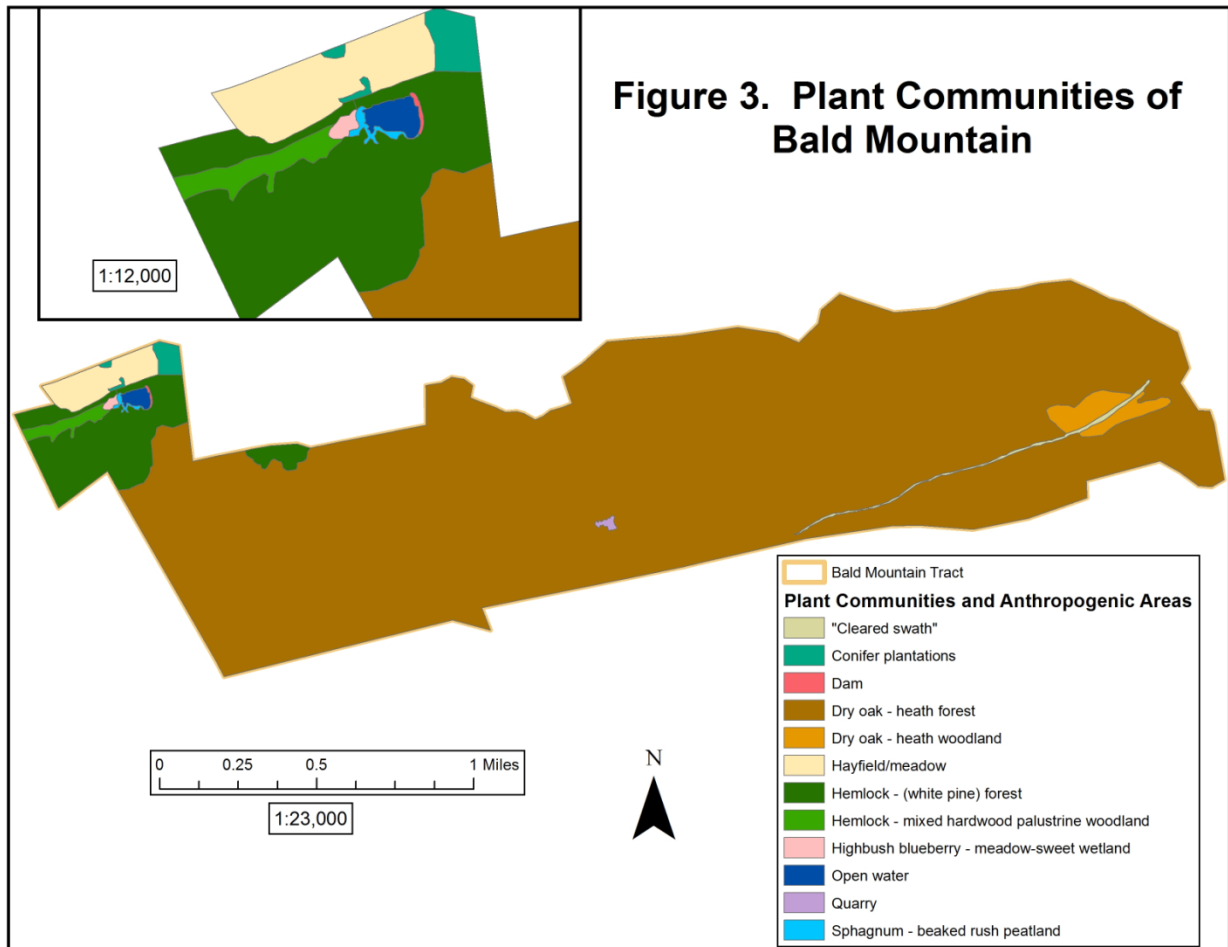 Figure 3. Plant Communities of
Bald Mountain
1:12,000
Bald Mountain Tract
Plant Communities and Anthropogenic Areas
"Cleared swath"
Conifer plantations
Dam
Dry oak - heath forest
Dry oak - heath woodland
Hayfield/meadow
Hemlock - (white pine) forest
Hemlock - mixed hardwood palustrine woodland
Highbush blueberry - meadow-sweet wetland
Open water
Quarry
Sphagnum - beaked rush peatland
0 0.25 0.5 1 Miles
1:23,000
N